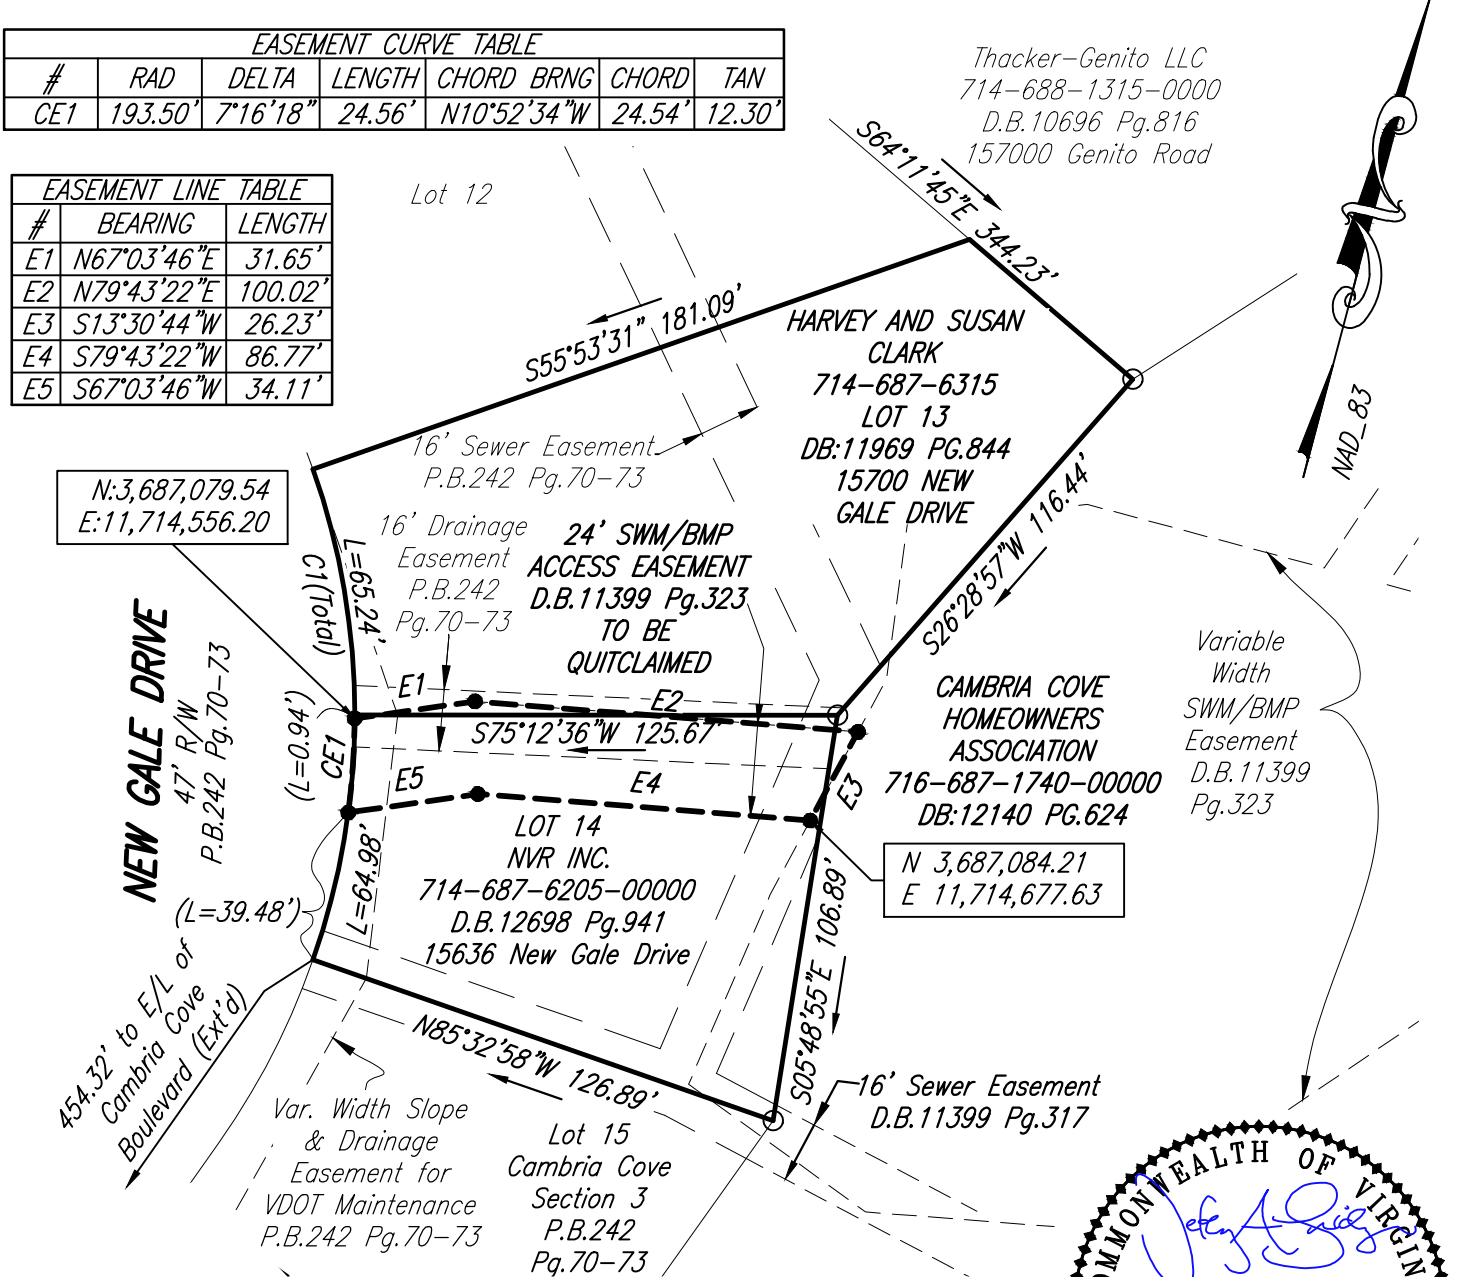 EASEMENT CURVE TABLE
# RAD DELTA LENGTH CHORD BRNG CHORD TAN
CE1 193.50' 7°16'18" 24.56' N10°52'34"W 24.54' 12.30'
EASEMENT LINE TABLE
# BEARING LENGTH
E1 N67°03'46"E 31.65'
E2 N79°43'22"E 100.02'
E3 S13°30'44"W 26.23'
E4 S79°43'22"W 86.77'
E5 S67°03'46"W 34.11'
Lot 12
Thacker-Genito LLC
714-688-1315-0000
D.B.10696 Pg.816
157000 Genito Road
S64°11'45"E 344.23'
NAD_83
S55°53'31" 181.09'
HARVEY AND SUSAN
CLARK
714-687-6315
LOT 13
DB:11969 PG.844
15700 NEW
GALE DRIVE
16' Sewer Easement
P.B.242 Pg.70-73
N:3,687,079.54
E:11,714,556.20
16' Drainage
Easement
P.B.242
Pg.70-73
24' SWM/BMP
ACCESS EASEMENT
D.B.11399 Pg.323
TO BE
QUITCLAIMED
S26°28'57"W 116.44'
C1(Total)
L=65.24'
NEW GALE DRIVE
47' R/W
P.B.242 Pg.70-73
(L=0.94')
CE1
E1
E2
S75°12'36"W 125.67'
E5
E4
E3
CAMBRIA COVE
HOMEOWNERS
ASSOCIATION
716-687-1740-00000
DB:12140 PG.624
Variable
Width
SWM/BMP
Easement
D.B.11399
Pg.323
N 3,687,084.21
E 11,714,677.63
LOT 14
NVR INC.
714-687-6205-00000
D.B.12698 Pg.941
15636 New Gale Drive
L=64.98'
(L=39.48')
S05°48'55"E 106.89'
454.32' to E/L of
Cambria Cove
Boulevard (Ext'd)
N85°32'58"W 126.89'
16' Sewer Easement
D.B.11399 Pg.317
Var. Width Slope
& Drainage
Easement for
VDOT Maintenance
P.B.242 Pg.70-73
Lot 15
Cambria Cove
Section 3
P.B.242
Pg.70-73
OMMONWEALTH OF VIRGIN